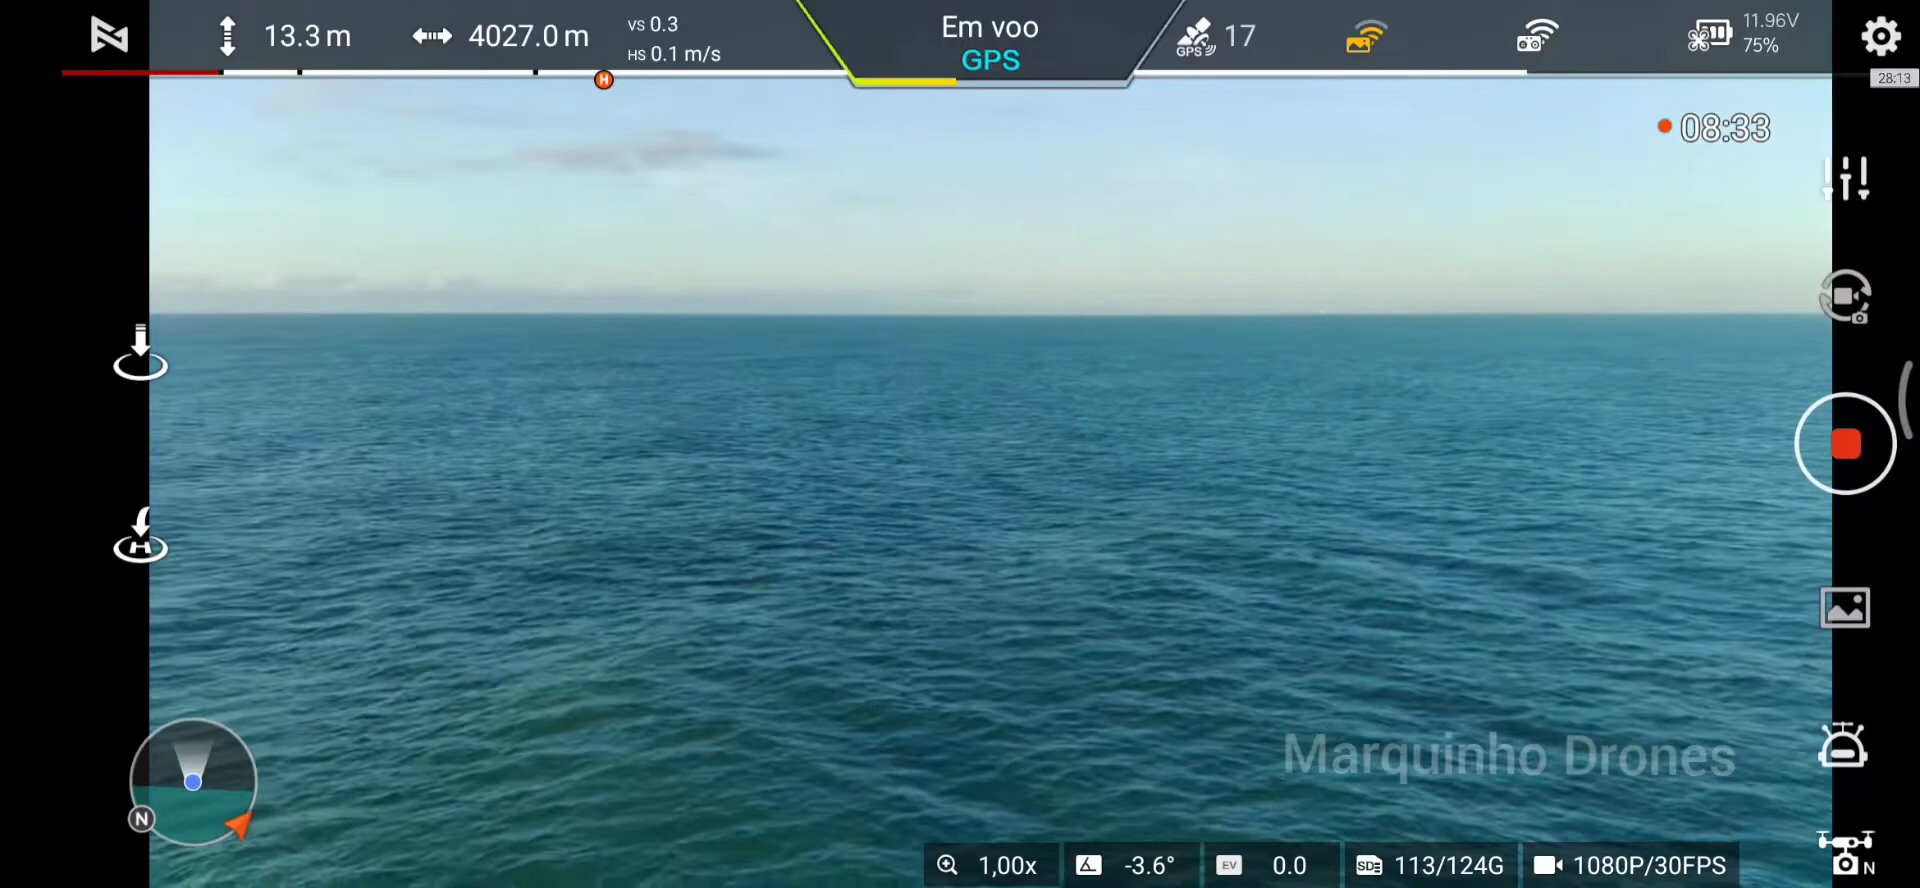 13.3 m
4027.0 m
VS 0.3
HS 0.1 m/s
Em voo
GPS
GPS
17
11.96V
75%
28:13
H
08:33
H
Marquinho Drones
N
1,00x
-3.6°
EV
0.0
SD
113/124G
1080P/30FPS
N